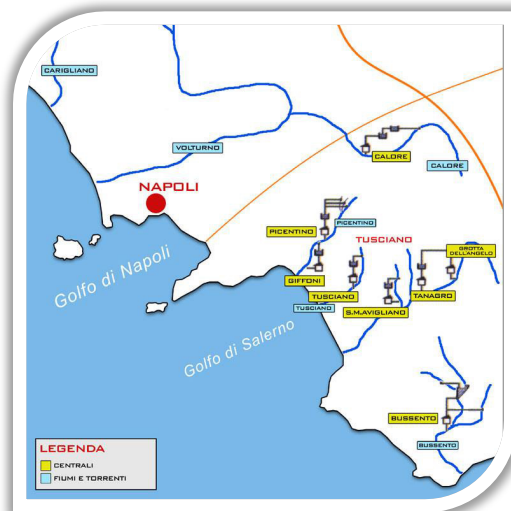 CARIGLIANO
VOLTURNO
CALORE
CALORE
NAPOLI
PICENTINO
PICENTINO
TUSCIANO
GROTTA
DELL'ANGELO
GIFFONI
TUSCIANO
TANAGRO
TUSCIANO
S.M.AVIGLIANO
Golfo di Napoli
Golfo di Salerno
BUSSENTO
BUSSENTO
LEGENDA
CENTRALI
FIUMI E TORRENTI